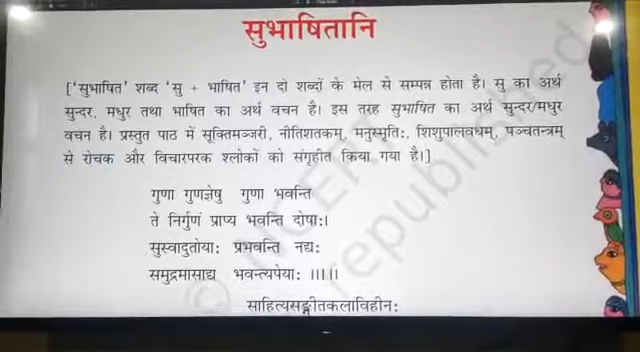 सुभाषितानि
['सुभाषित' शब्द 'सु + भाषित' इन दो शब्दों के मेल से सम्पन्न होता है। सु का अर्थ
सुन्दर, मधुर तथा भाषित का अर्थ वचन है। इस तरह सुभाषित का अर्थ सुन्दर/मधुर
वचन है। प्रस्तुत पाठ में सूक्तिमञ्जरी, नीतिशतकम्, मनुस्मृतिः, शिशुपालवधम्, पञ्चतन्त्रम्
से रोचक और विचारपरक श्लोकों को संगृहीत किया गया है।]
गुणा गुणज्ञेषु गुणा भवन्ति
ते निर्गुणं प्राप्य भवन्ति दोषाः।
सुस्वादुतोयाः प्रभवन्ति नद्यः
समुद्रमासाद्य भवन्त्यपेयाः ॥1॥
साहित्यसङ्गीतकलाविहीनः
© NCERT
republished